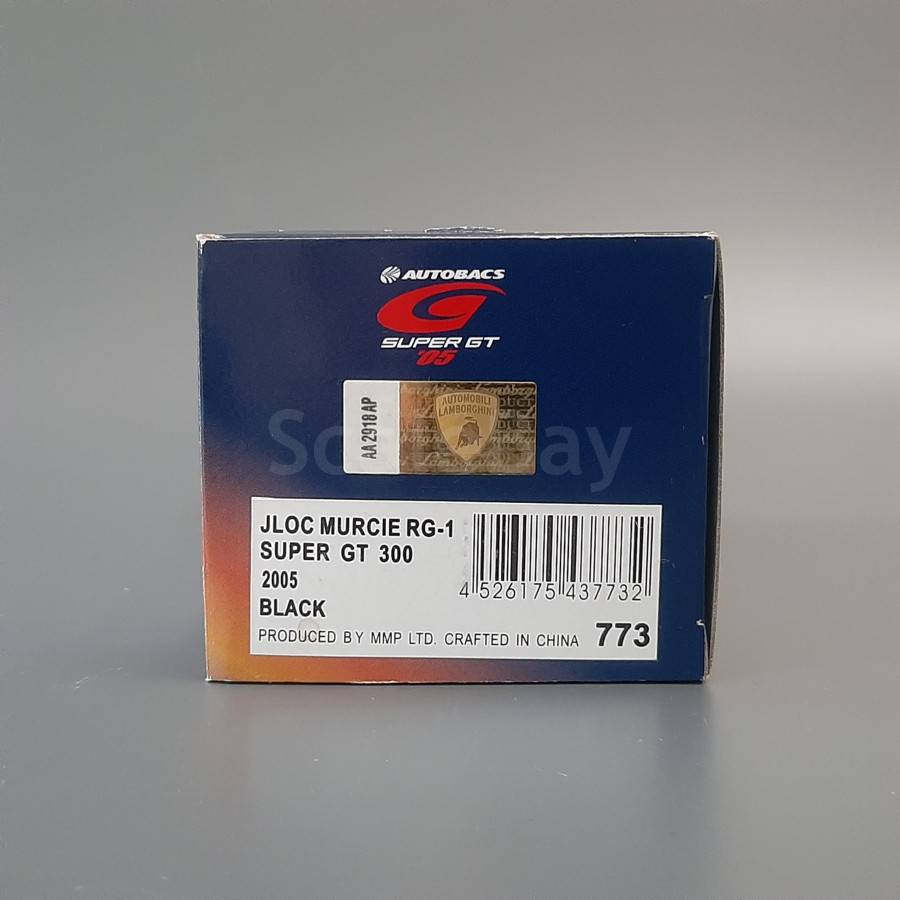 AUTOBACS
SUPER GT
'05
AA2918AP
AUTOMOBILI
LAMBORGHINI
JLOC MURCIE RG-1
SUPER GT 300
2005
BLACK
4 526175 437732
PRODUCED BY MMP LTD. CRAFTED IN CHINA 773